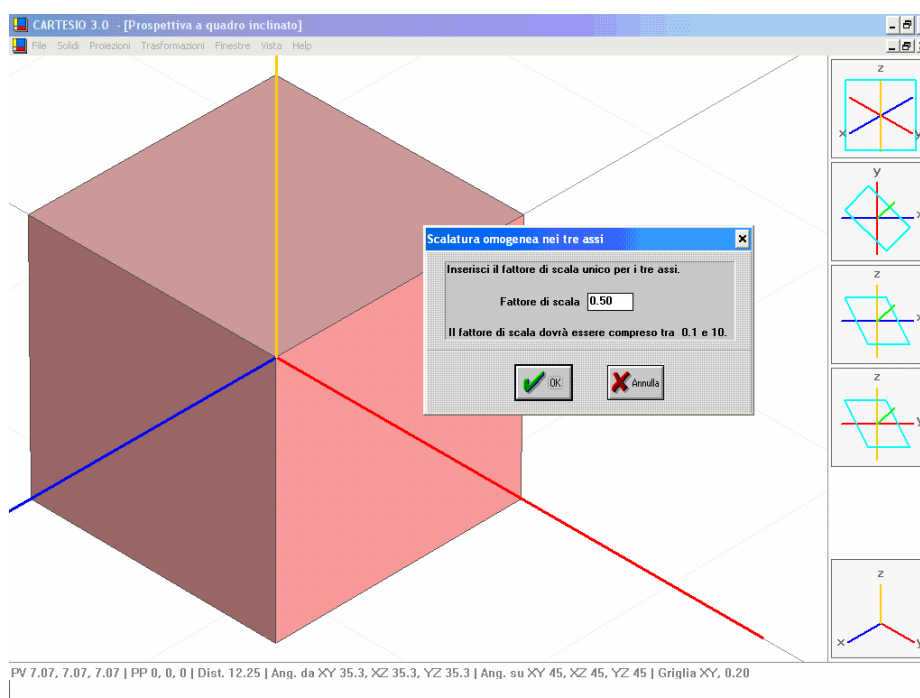 CARTESIO 3.0 - [Prospettiva a quadro inclinato]
File Solidi Proiezioni Trasformazioni Finestre Vista Help
z
x y
y
x
z
x
z
y
Scalatura omogenea nei tre assi
Inserisci il fattore di scala unico per i tre assi.
Fattore di scala 0.50
Il fattore di scala dovrà essere compreso tra 0.1 e 10.
OK Annulla
z
x y
PV 7.07, 7.07, 7.07 | PP 0, 0, 0 | Dist. 12.25 | Ang. da XY 35.3, XZ 35.3, YZ 35.3 | Ang. su XY 45, XZ 45, YZ 45 | Griglia XY, 0.20